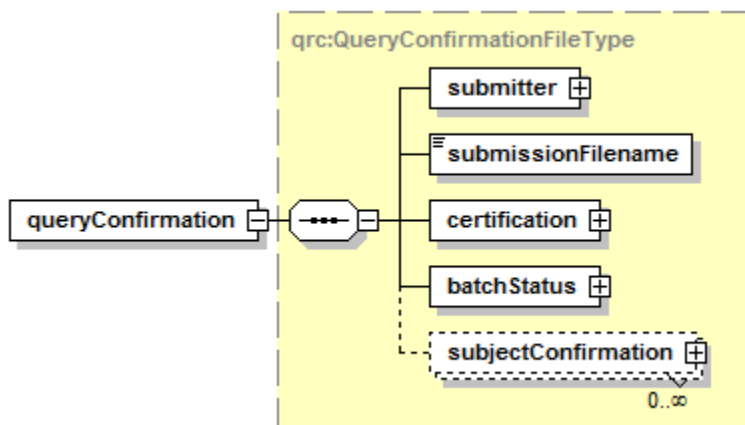 qrc:QueryConfirmationFileType
submitter
submissionFilename
queryConfirmation
certification
batchStatus
subjectConfirmation
0..∞